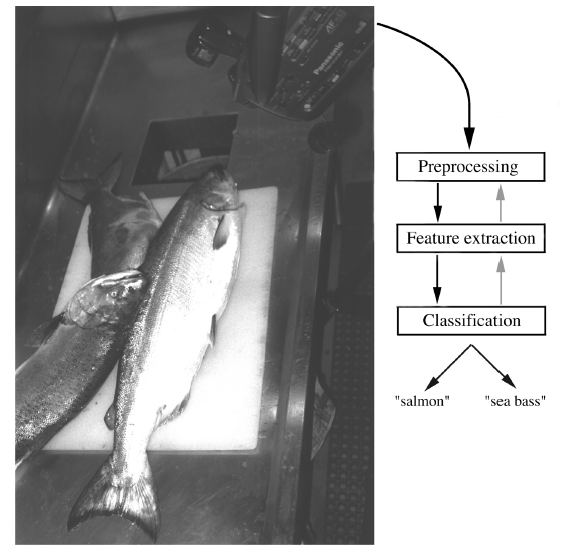 Panasonic
Preprocessing
Feature extraction
Classification
"salmon"
"sea bass"